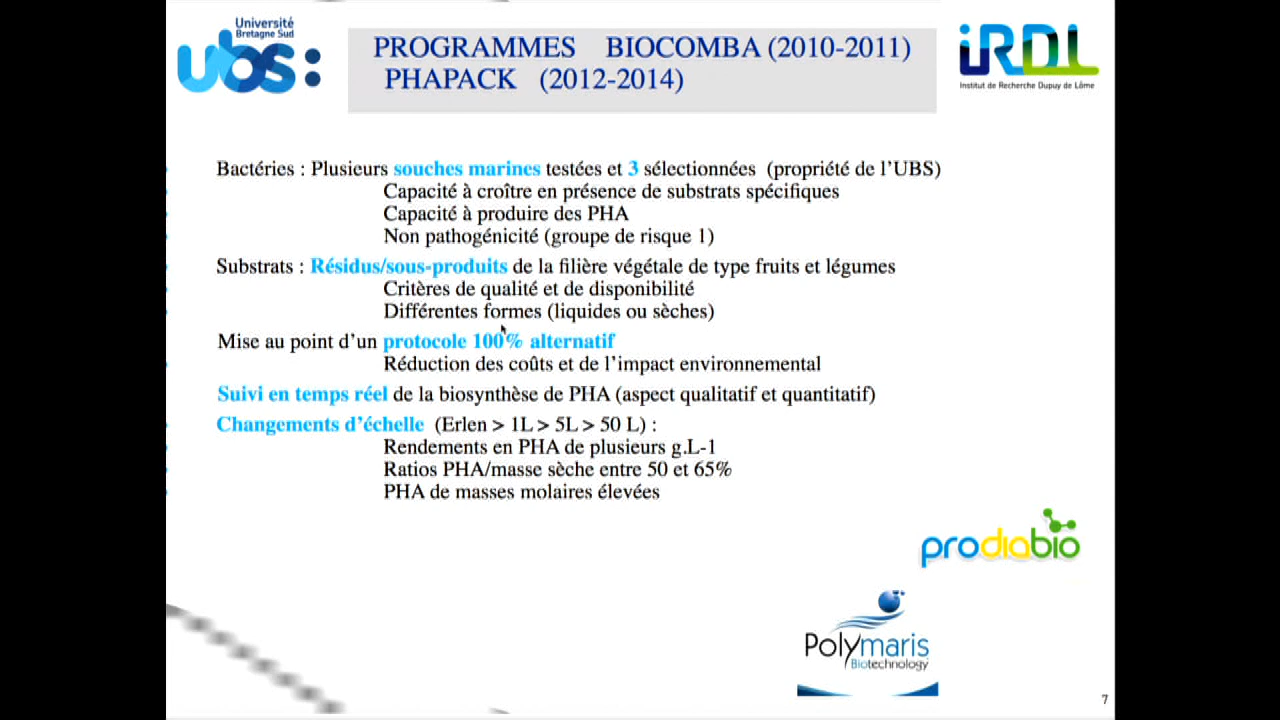 Université
Bretagne Sud
ubs:
PROGRAMMES BIOCOMBA (2010-2011)
PHAPACK (2012-2014)
iRDL
Institut de Recherche Dupuy de Lôme
Bactéries : Plusieurs souches marines testées et 3 sélectionnées (propriété de l'UBS)
Capacité à croître en présence de substrats spécifiques
Capacité à produire des PHA
Non pathogénicité (groupe de risque 1)
Substrats : Résidus/sous-produits de la filière végétale de type fruits et légumes
Critères de qualité et de disponibilité
Différentes formes (liquides ou sèches)
Mise au point d'un protocole 100% alternatif
Réduction des coûts et de l'impact environnemental
Suivi en temps réel de la biosynthèse de PHA (aspect qualitatif et quantitatif)
Changements d'échelle (Erlen > 1L > 5L > 50 L) :
Rendements en PHA de plusieurs g.L-1
Ratios PHA/masse sèche entre 50 et 65%
PHA de masses molaires élevées
prodiabio
Polymaris
Biotechnology
7